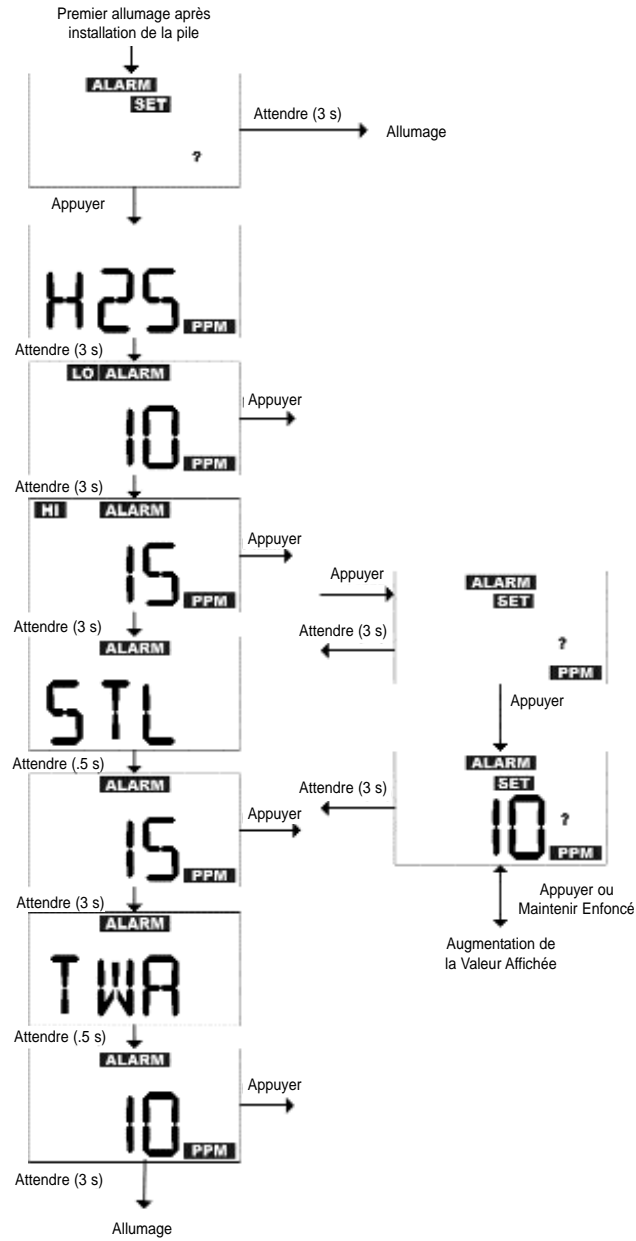 Premier allumage après
installation de la pile
ALARM
SET
?
Attendre (3 s)
Allumage
Appuyer
H2S
PPM
Attendre (3 s)
LO ALARM
10
PPM
Appuyer
Attendre (3 s)
HI ALARM
15
PPM
Appuyer
Attendre (3 s)
ALARM
STL
Attendre (.5 s)
ALARM
15
PPM
Appuyer
Attendre (3 s)
ALARM
TWA
Attendre (.5 s)
ALARM
10
PPM
Appuyer
Attendre (3 s)
Allumage
Appuyer
Attendre (3 s)
ALARM
SET
?
PPM
Appuyer
Attendre (3 s)
ALARM
SET
10 ?
PPM
Appuyer ou
Maintenir Enfoncé
Augmentation de
la Valeur Affichée